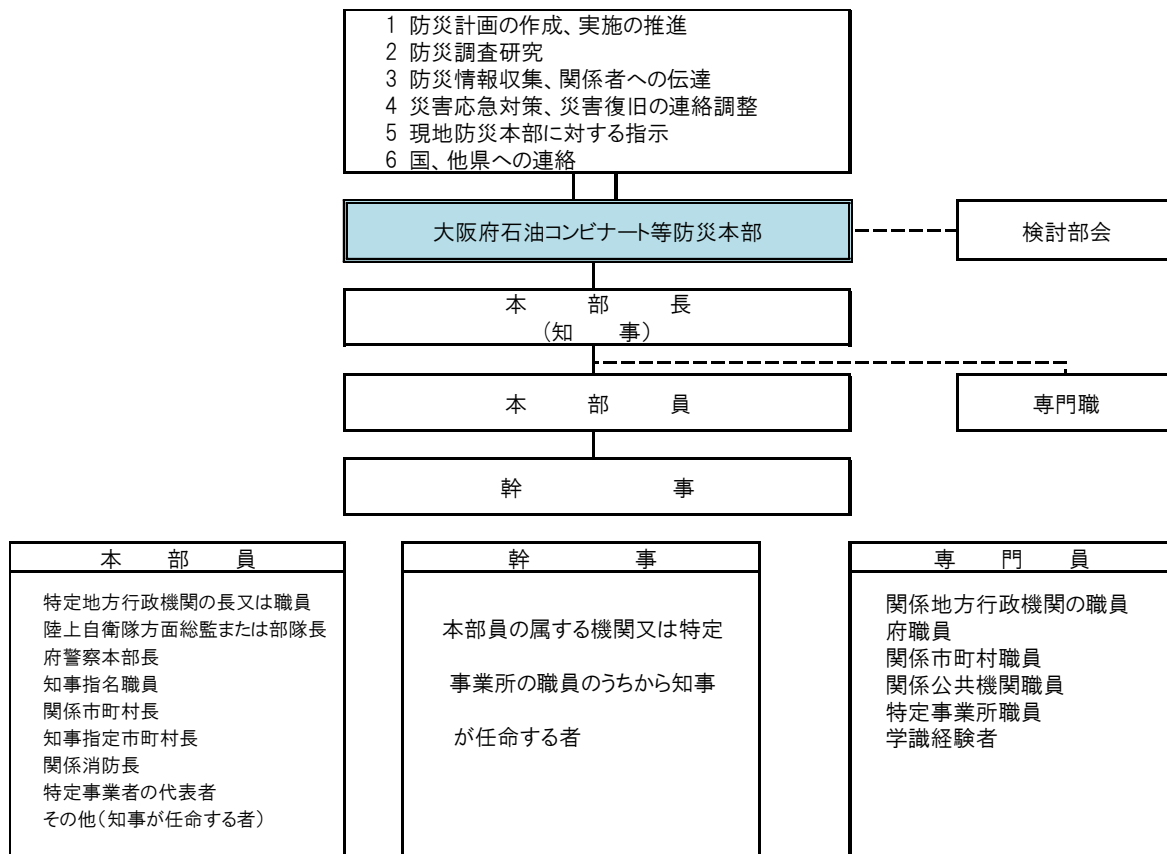 1 防災計画の作成、実施の推進
2 防災調査研究
3 防災情報収集、関係者への伝達
4 災害応急対策、災害復旧の連絡調整
5 現地防災本部に対する指示
6 国、他県への連絡
大阪府石油コンビナート等防災本部
検討部会
本　部　長
（知　事）
本　部　員
専門職
幹　事
本　部　員
特定地方行政機関の長又は職員
陸上自衛隊方面総監または部隊長
府警察本部長
知事指名職員
関係市町村長
知事指定市町村長
関係消防長
特定事業者の代表者
その他（知事が任命する者）
幹　事
本部員の属する機関又は特定
事業所の職員のうちから知事
が任命する者
専　門　員
関係地方行政機関の職員
府職員
関係市町村職員
関係公共機関職員
特定事業所職員
学識経験者